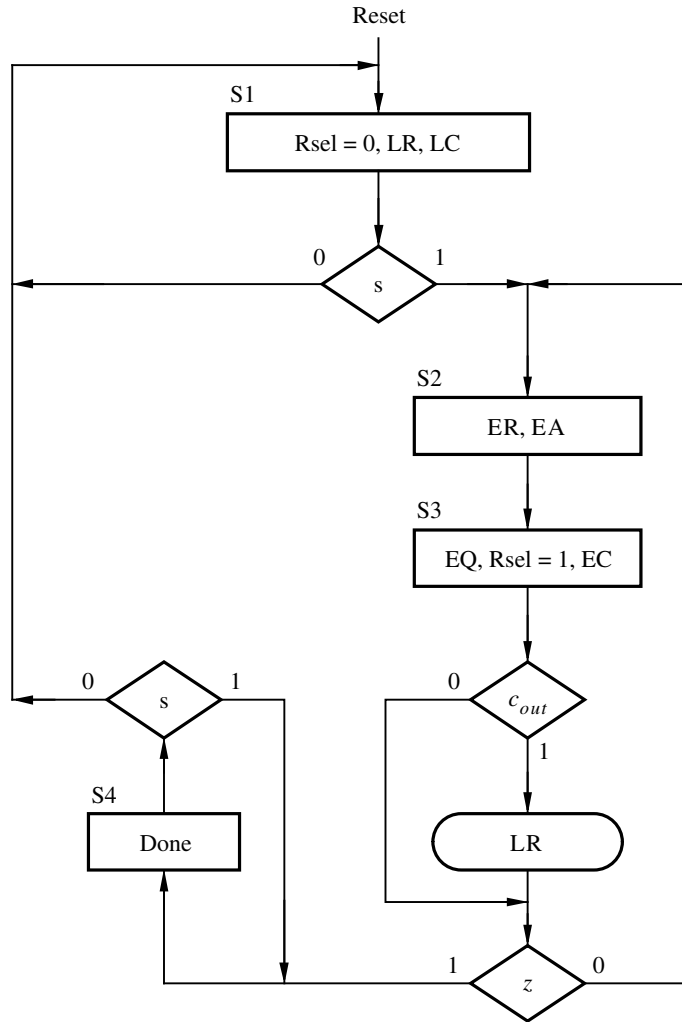 Reset
S1
Rsel = 0, LR, LC
0
1
s
S2
ER, EA
S3
EQ, Rsel = 1, EC
0
1
s
0
c_out
1
S4
Done
LR
1
0
z